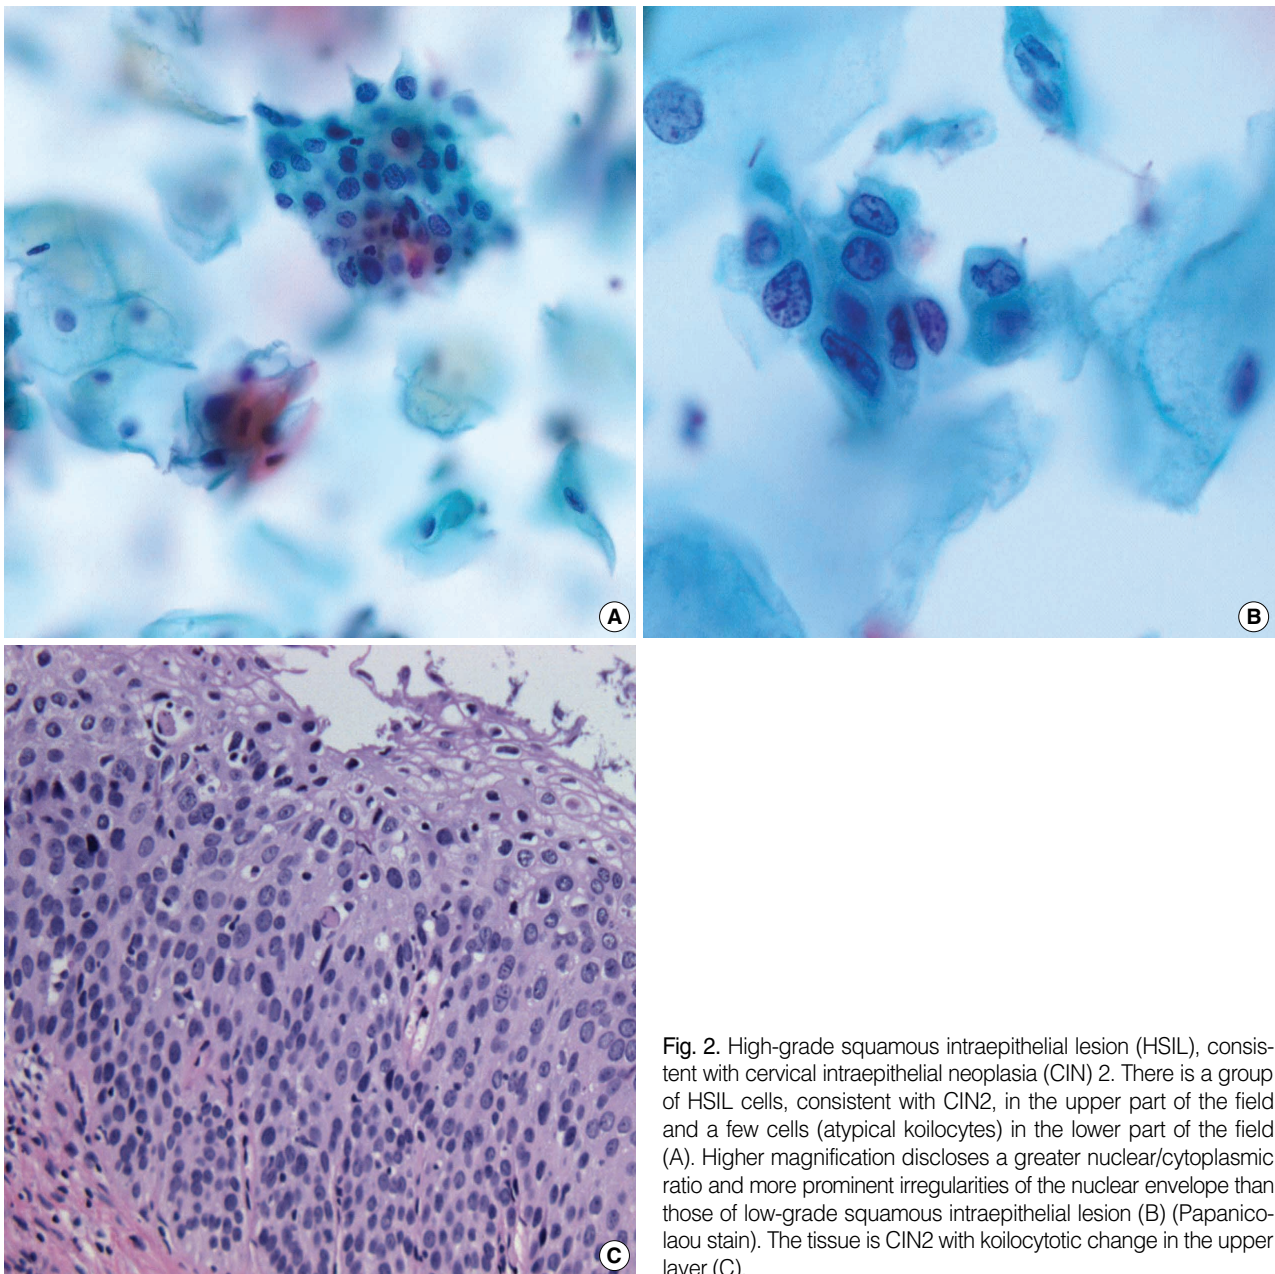 A
B
C
Fig. 2. High-grade squamous intraepithelial lesion (HSIL), consis-
tent with cervical intraepithelial neoplasia (CIN) 2. There is a group
of HSIL cells, consistent with CIN2, in the upper part of the field
and a few cells (atypical koilocytes) in the lower part of the field
(A). Higher magnification discloses a greater nuclear/cytoplasmic
ratio and more prominent irregularities of the nuclear envelope than
those of low-grade squamous intraepithelial lesion (B) (Papanico-
laou stain). The tissue is CIN2 with koilocytotic change in the upper
layer (C)